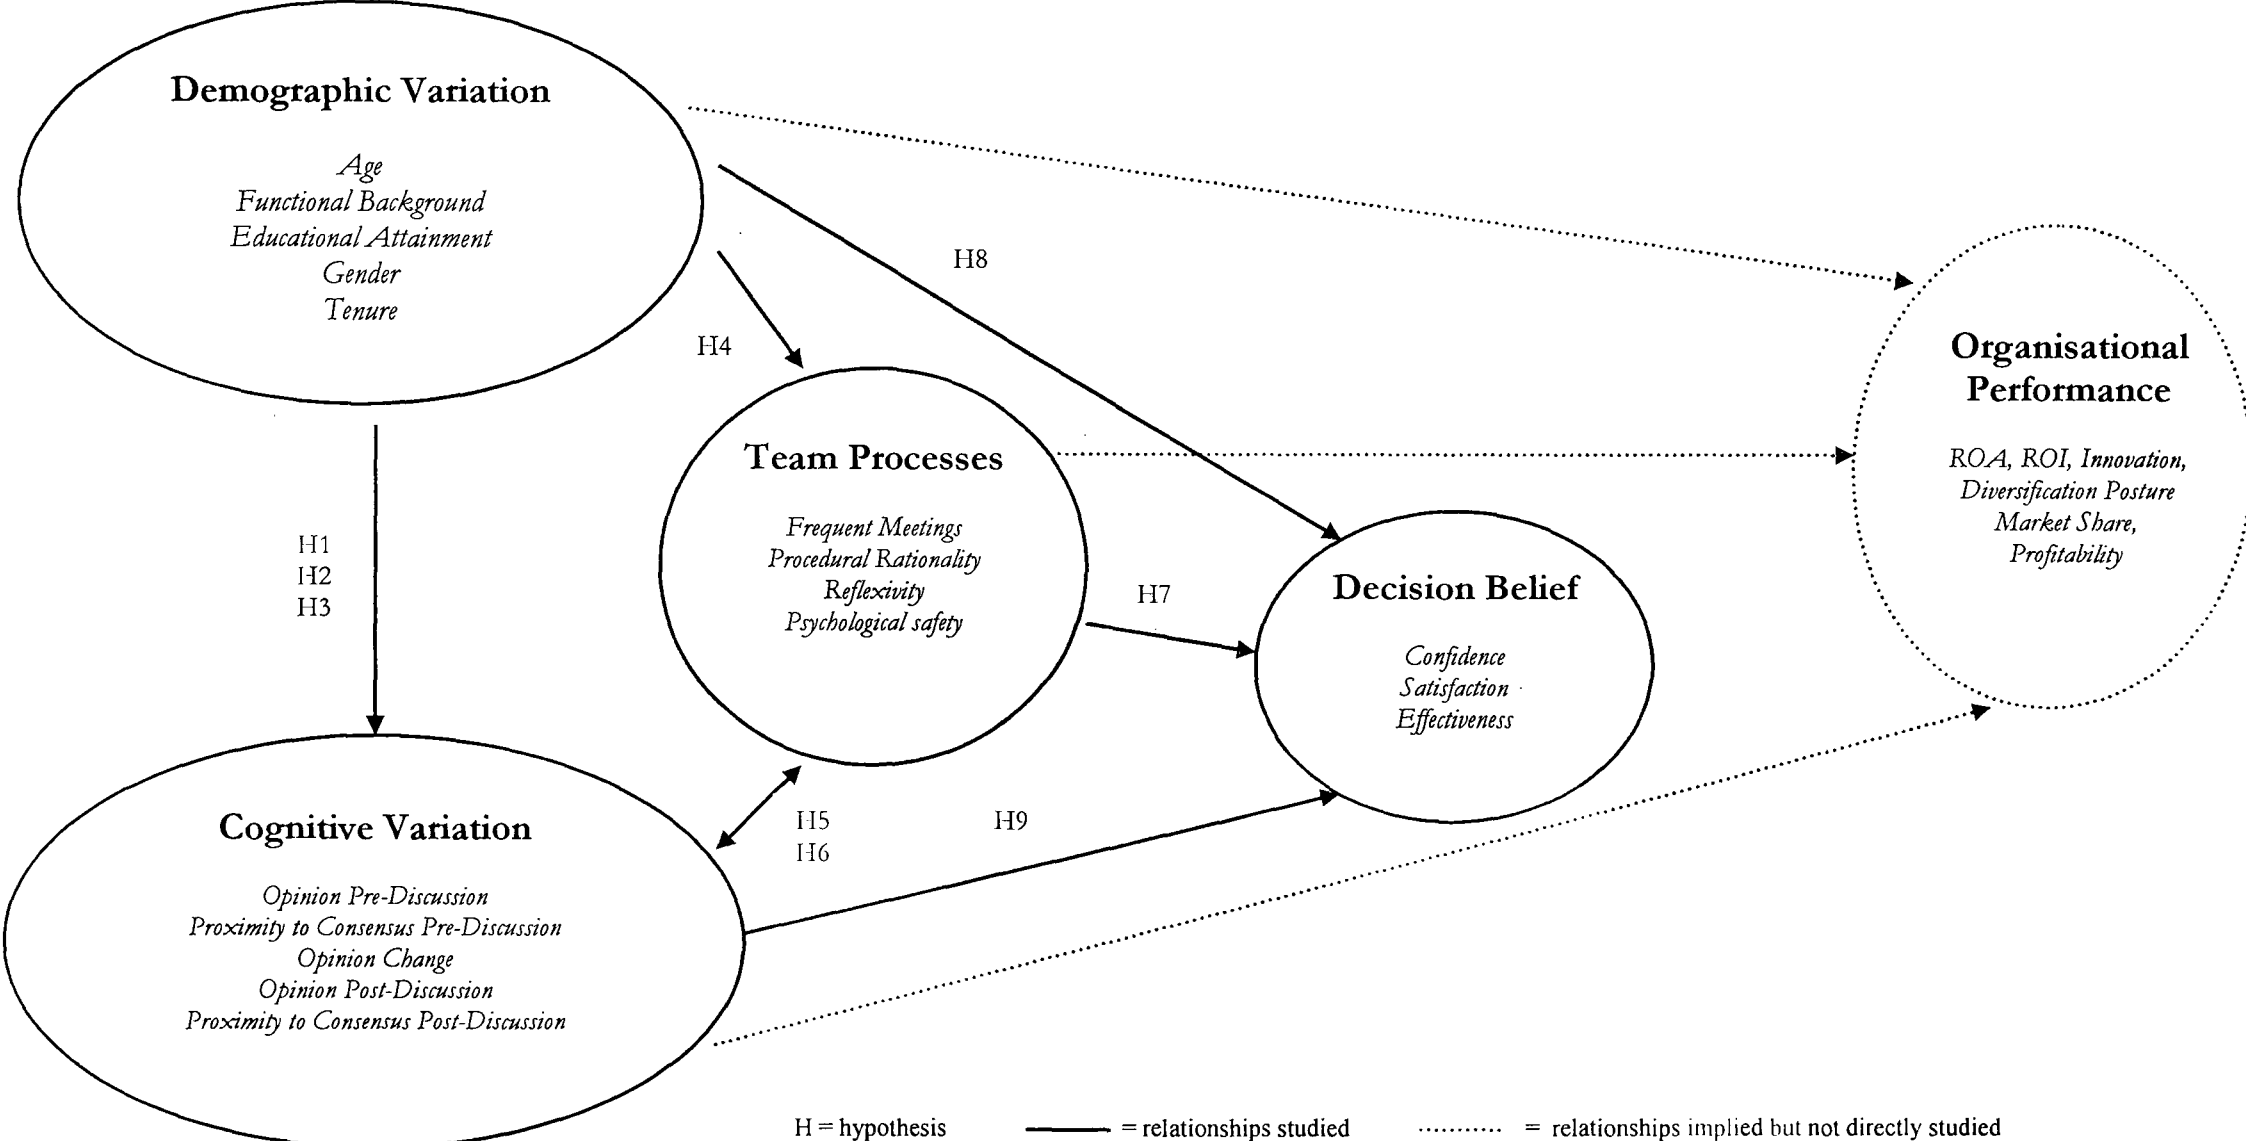 Demographic Variation
Age
Functional Background
Educational Attainment
Gender
Tenure
H8
H4
Organisational
Performance
ROA, ROI, Innovation,
Diversification Posture
Market Share,
Profitability
Team Processes
Frequent Meetings
Procedural Rationality
Reflexivity
Psychological safety
H1
H2
H3
H7
Decision Belief
Confidence
Satisfaction
Effectiveness
H5
H6
H9
Cognitive Variation
Opinion Pre-Discussion
Proximity to Consensus Pre-Discussion
Opinion Change
Opinion Post-Discussion
Proximity to Consensus Post-Discussion
H = hypothesis = relationships studied = relationships implied but not directly studied